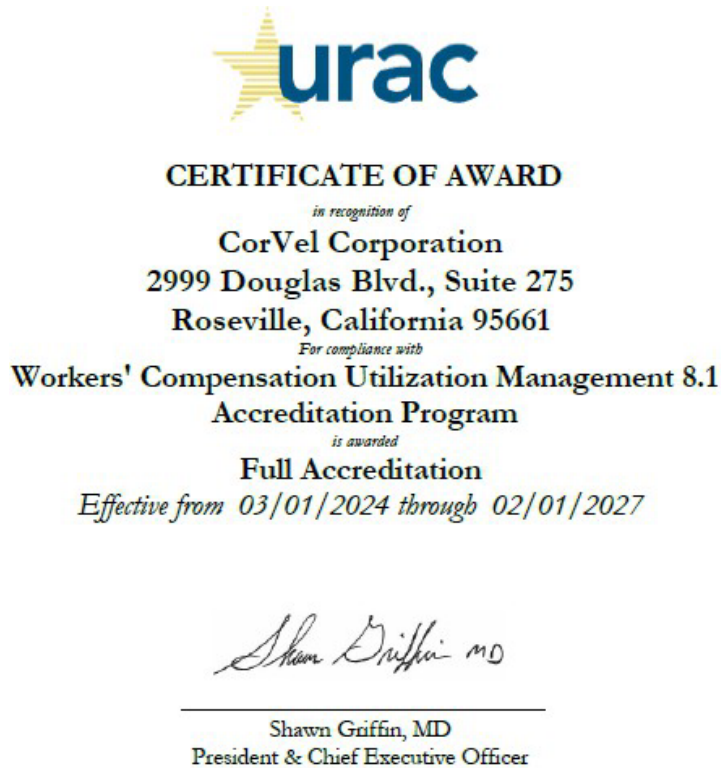 urac
CERTIFICATE OF AWARD
in recognition of
CorVel Corporation
2999 Douglas Blvd., Suite 275
Roseville, California 95661
For compliance with
Workers' Compensation Utilization Management 8.1
Accreditation Program
is awarded
Full Accreditation
Effective from 03/01/2024 through 02/01/2027
Shawn Griffin MD
Shawn Griffin, MD
President & Chief Executive Officer